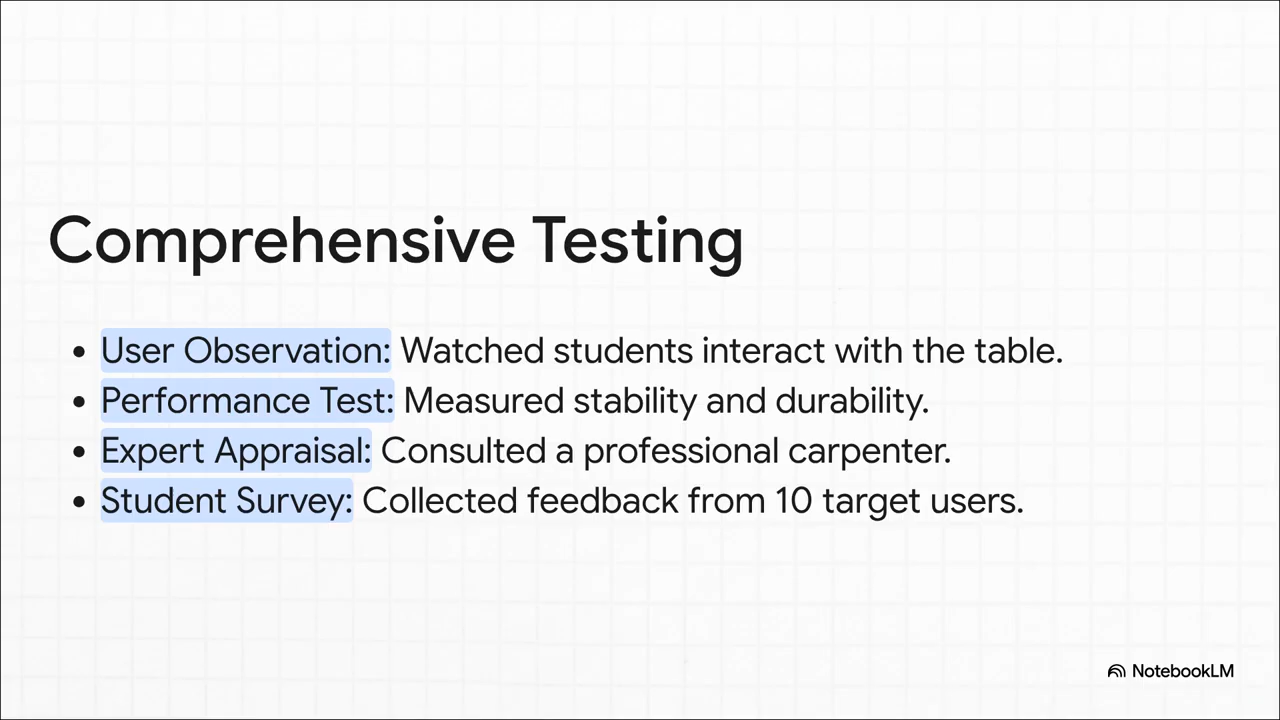 Comprehensive Testing
• User Observation: Watched students interact with the table.
• Performance Test: Measured stability and durability.
• Expert Appraisal: Consulted a professional carpenter.
• Student Survey: Collected feedback from 10 target users.
NotebookLM